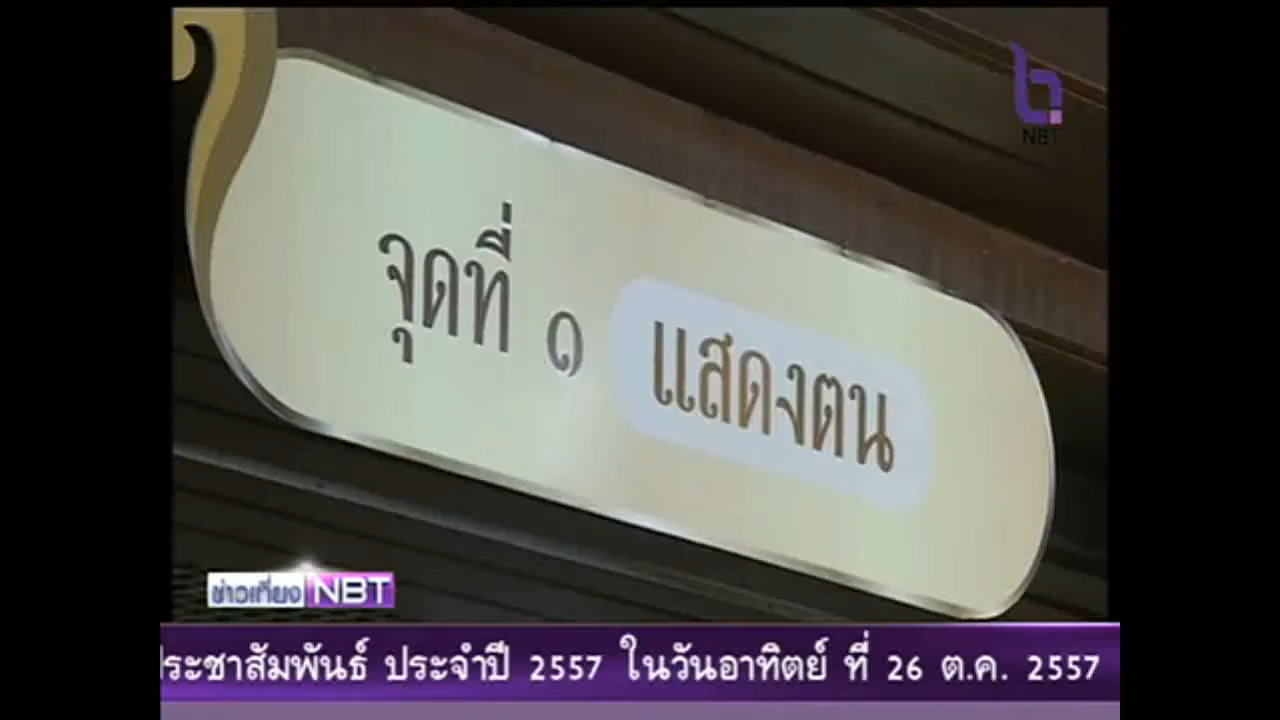 NBT
จุดที่ ๑ แสดงตน
ข่าวเที่ยง NBT
ประชาสัมพันธ์ ประจำปี 2557 ในวันอาทิตย์ ที่ 26 ต.ค. 2557